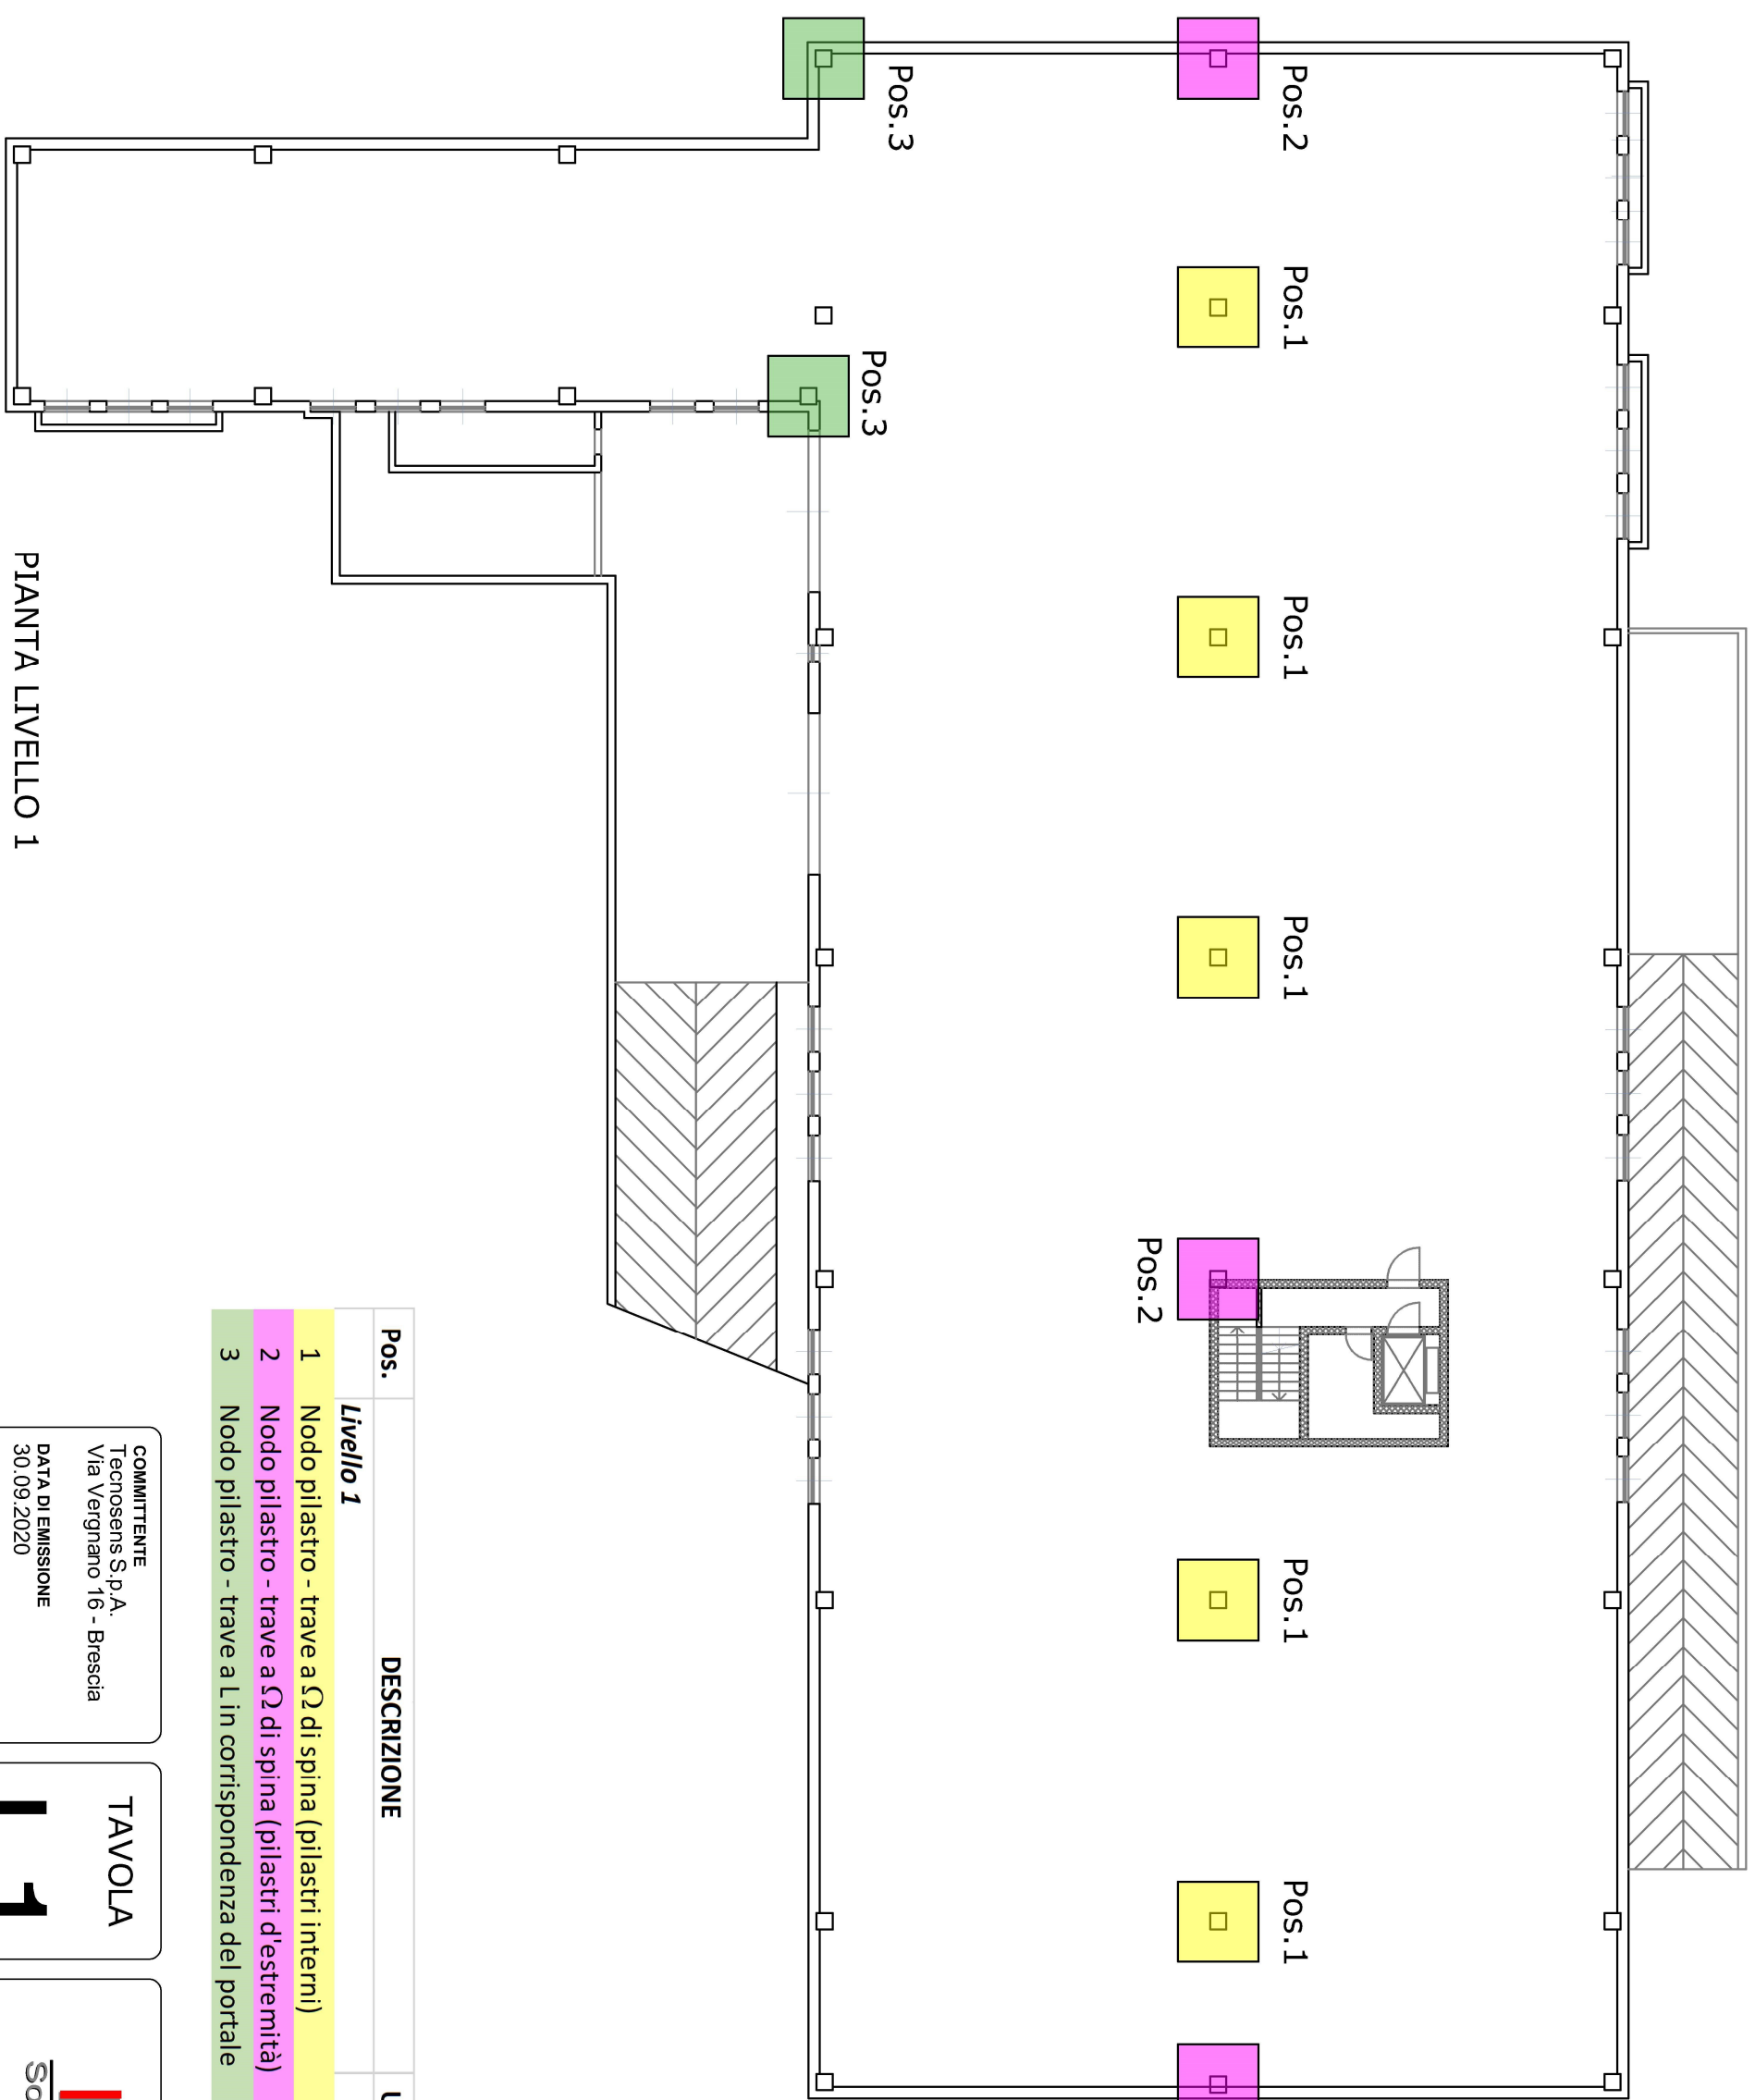 Pos.2
Pos.1
Pos.1
Pos.1
Pos.1
Pos.1
Pos.2
Pos.3
Pos.3
PIANTA LIVELLO 1
Pos. DESCRIZIONE
Livello 1
1 Nodo pilastro - trave a Ω di spina (pilastri interni)
2 Nodo pilastro - trave a Ω di spina (pilastri d'estremità)
3 Nodo pilastro - trave a L in corrispondenza del portale
COMMITTENTE
Tecnosens S.p.A.
Via Vergnano 16 - Brescia
DATA DI EMISSIONE
30.09.2020
TAVOLA
1